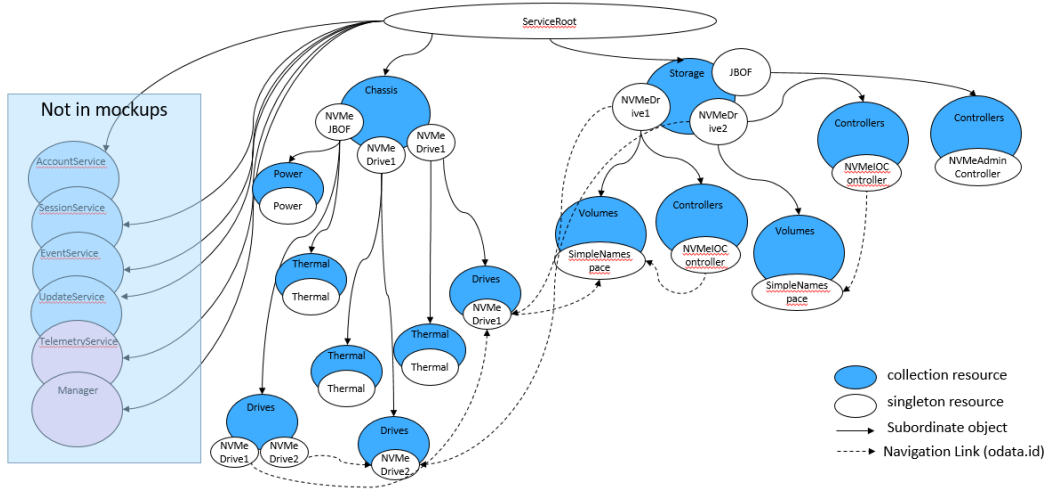 ServiceRoot
Not in mockups
AccountService
SessionService
EventService
UpdateService
TelemetryService
Manager
Chassis
NVMe
JBOF
NVMe
Drive1
NVMe
Drive1
Power
Power
Thermal
Thermal
Thermal
Thermal
Thermal
Thermal
Drives
NVMe
Drive1
Drives
NVMe
Drive1
NVMe
Drive2
Drives
NVMe
Drive2
Storage
JBOF
NVMeDr
ive1
NVMeDr
ive2
Volumes
SimpleNames
pace
Controllers
NVMeIOC
ontroller
Volumes
SimpleNames
pace
Controllers
NVMeIOC
ontroller
Controllers
NVMeAdmin
Controller
collection resource
singleton resource
Subordinate object
Navigation Link (odata.id)